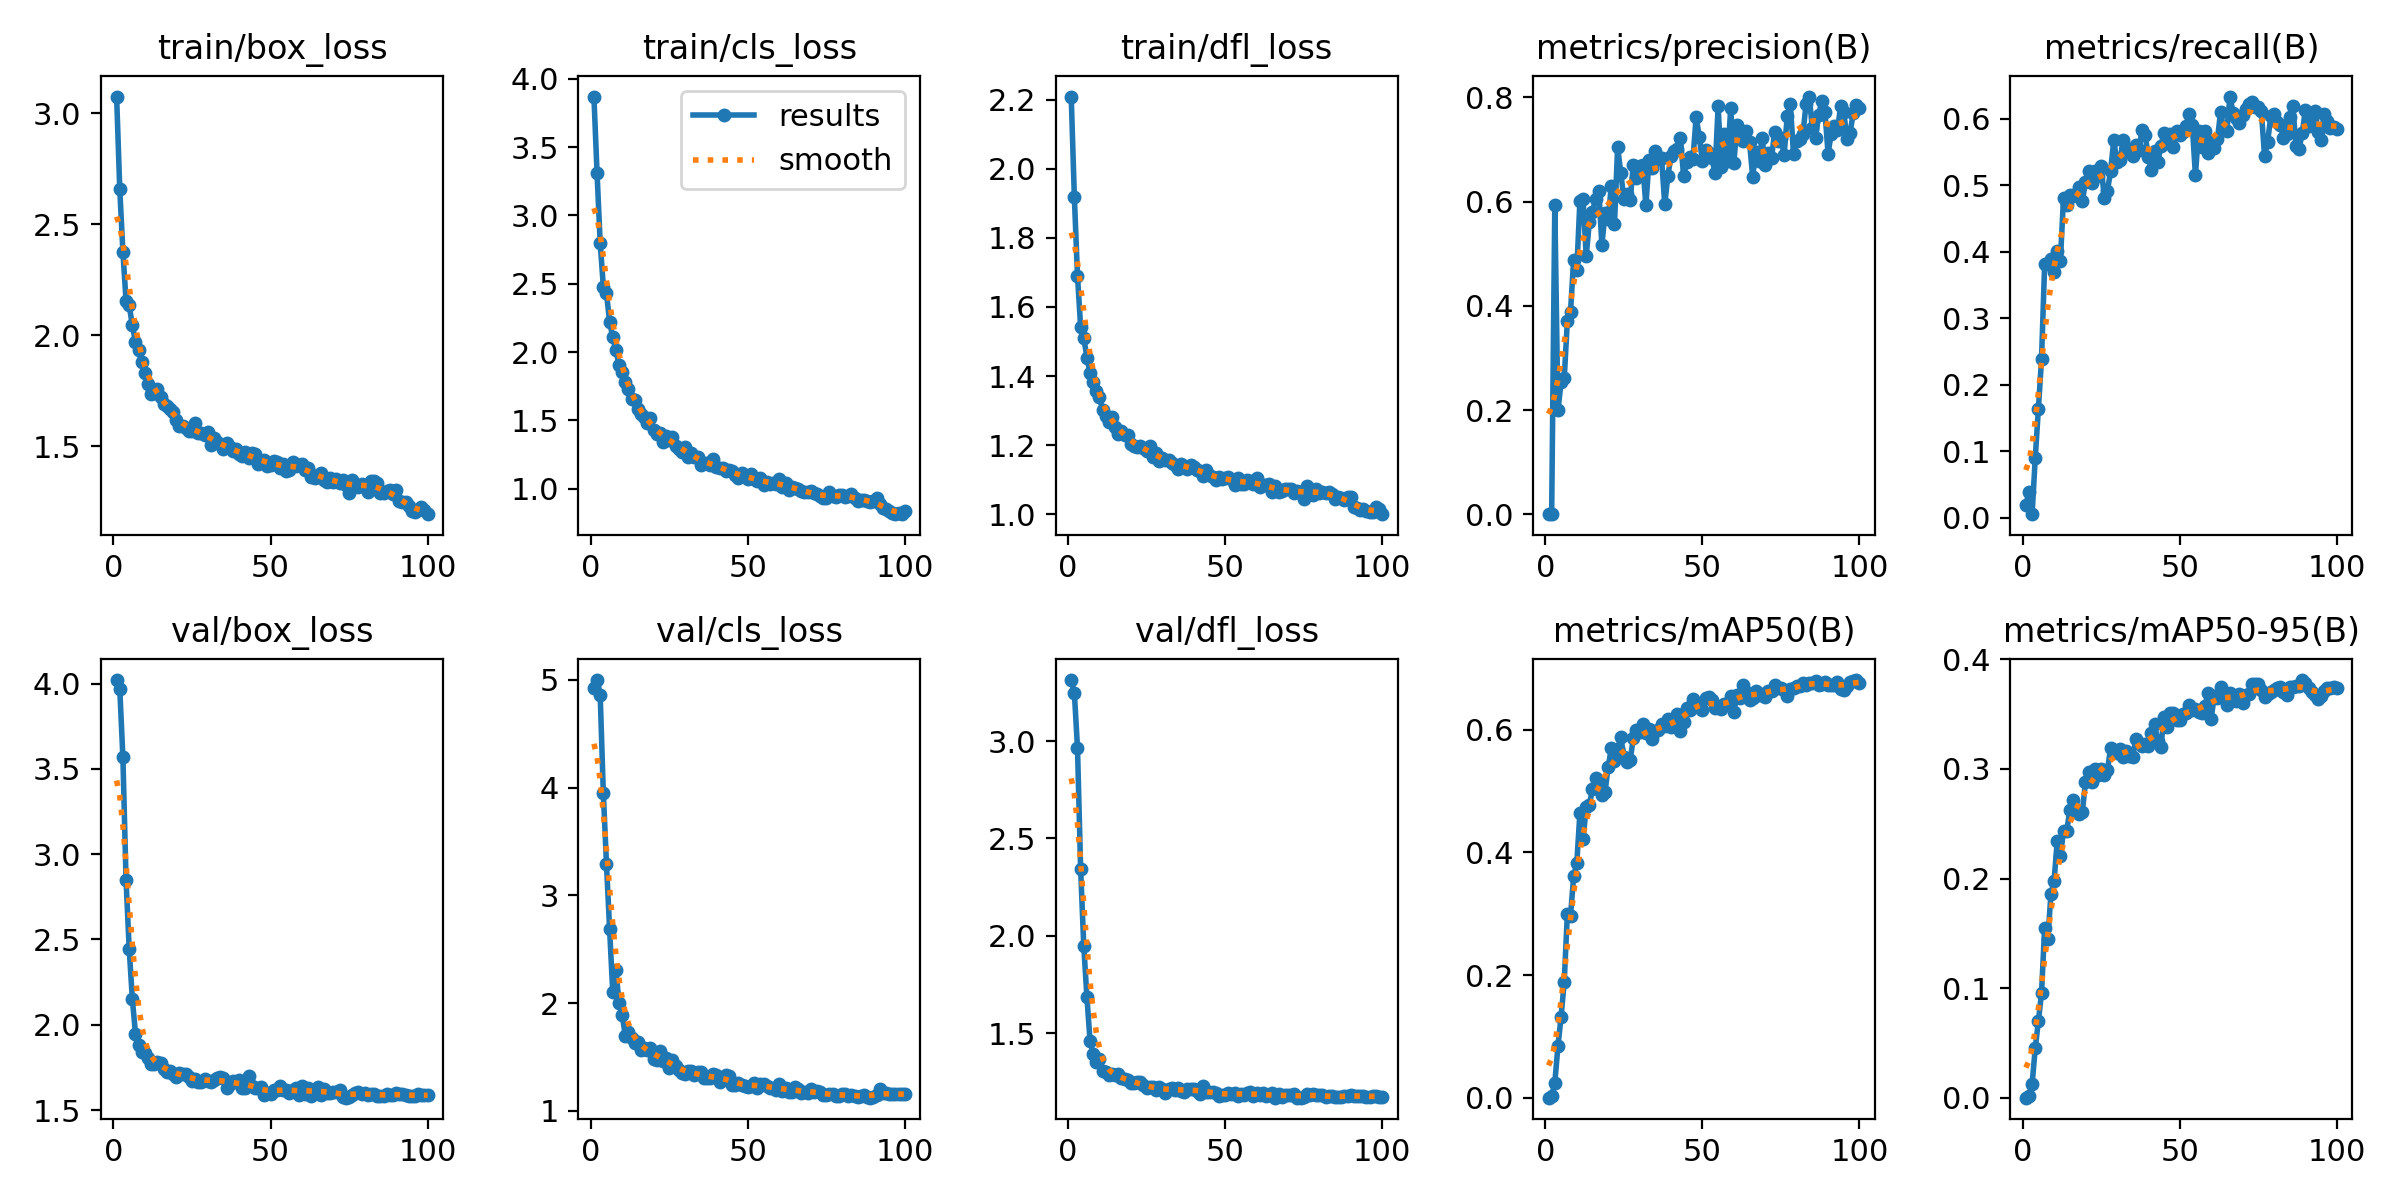 train/box_loss
3.0
2.5
2.0
1.5
0 50 100
train/cls_loss
4.0
3.5
3.0
2.5
2.0
1.5
1.0
results
smooth
0 50 100
train/dfl_loss
2.2
2.0
1.8
1.6
1.4
1.2
1.0
0 50 100
metrics/precision(B)
0.8
0.6
0.4
0.2
0.0
0 50 100
metrics/recall(B)
0.6
0.5
0.4
0.3
0.2
0.1
0.0
0 50 100
val/box_loss
4.0
3.5
3.0
2.5
2.0
1.5
0 50 100
val/cls_loss
5
4
3
2
1
0 50 100
val/dfl_loss
3.0
2.5
2.0
1.5
0 50 100
metrics/mAP50(B)
0.6
0.4
0.2
0.0
0 50 100
metrics/mAP50-95(B)
0.4
0.3
0.2
0.1
0.0
0 50 100